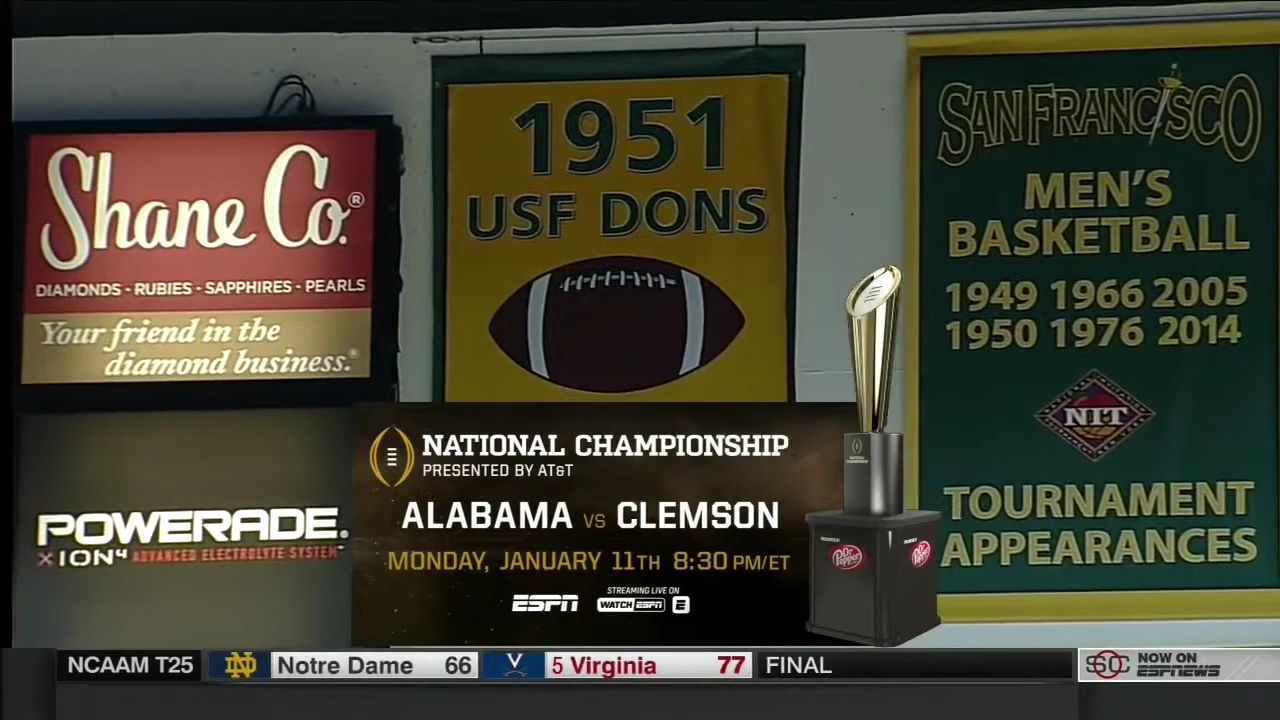 Shane Co.®
DIAMONDS - RUBIES - SAPPHIRES - PEARLS
Your friend in the
diamond business.®
POWERADE.
XION4 ADVANCED ELECTROLYTE SYSTEM™
1951
USF DONS
SAN FRANCISCO
MEN'S
BASKETBALL
1949 1966 2005
1950 1976 2014
NIT
TOURNAMENT
APPEARANCES
NATIONAL CHAMPIONSHIP
PRESENTED BY AT&T
ALABAMA VS CLEMSON
MONDAY, JANUARY 11TH 8:30 PM/ET
STREAMING LIVE ON
ESPN WATCH ESPN E
Dr Pepper
Dr Pepper
NCAAM T25 ND Notre Dame 66 V 5 Virginia 77 FINAL
SC NOW ON
ESPNEWS